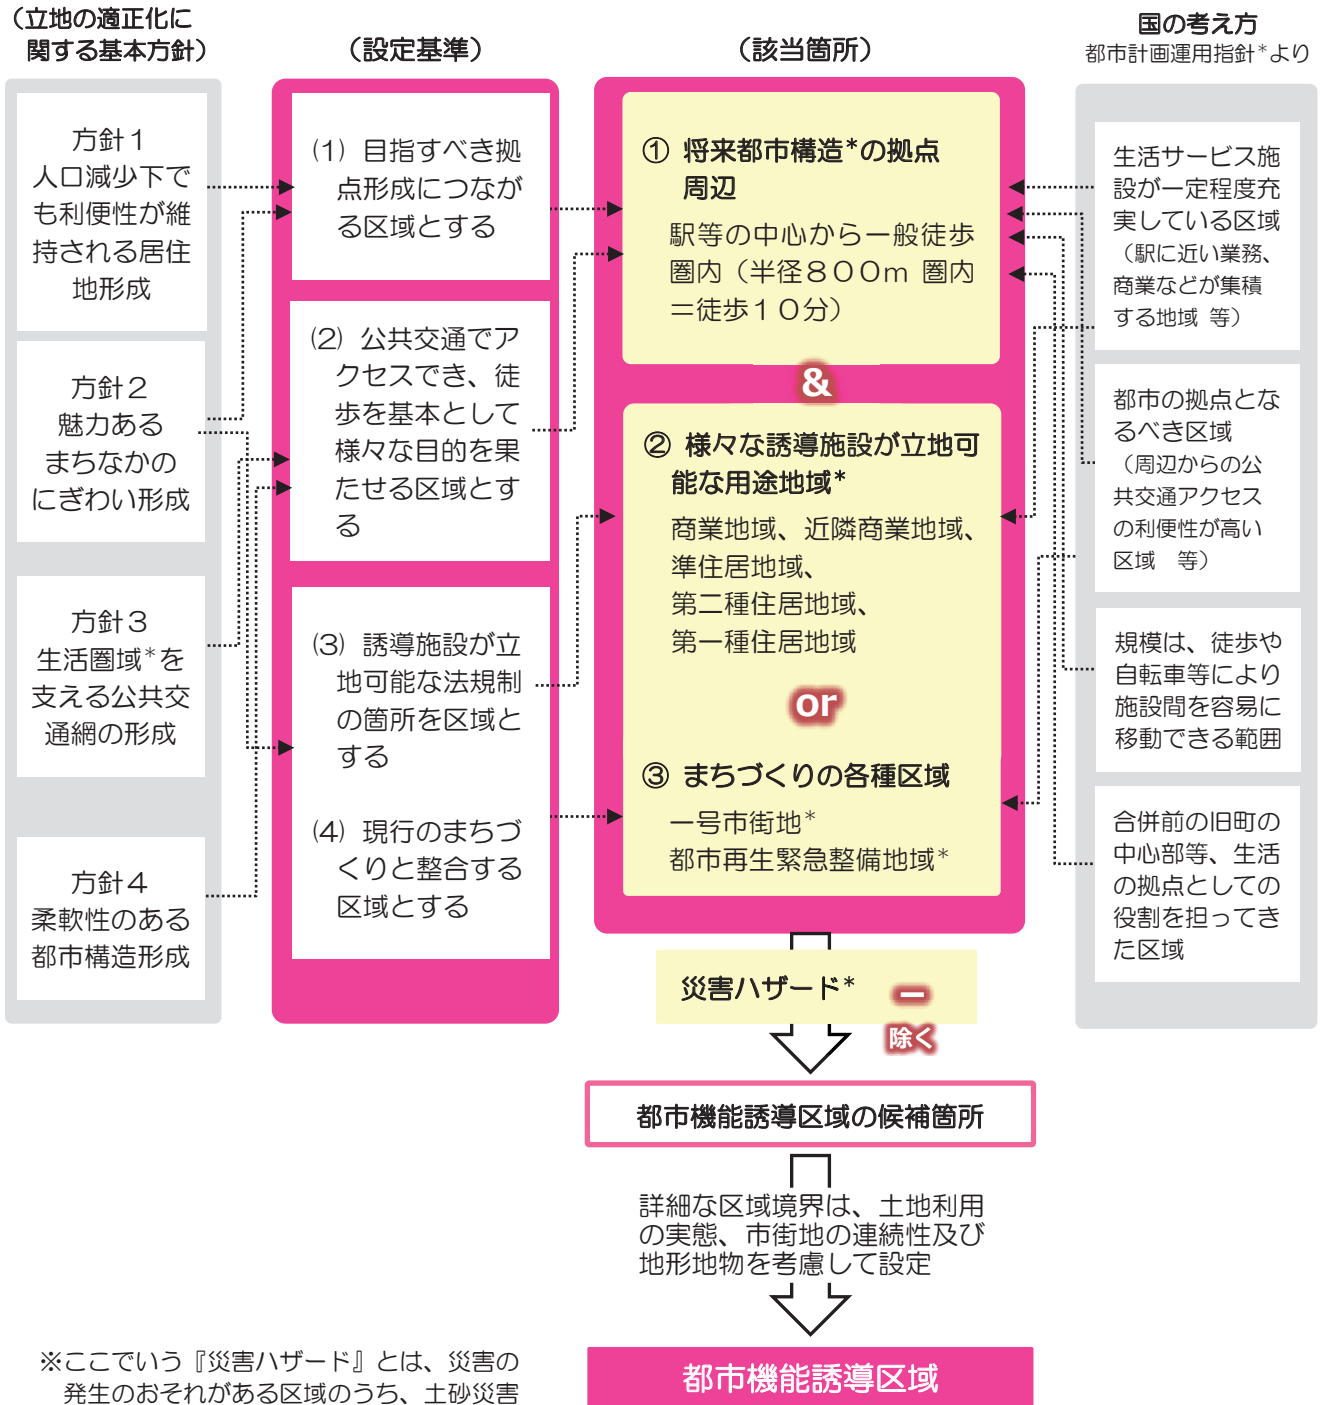 （立地の適正化に
関する基本方針）
方針１
人口減少下で
も利便性が維
持される居住
地形成
方針２
魅力ある
まちなかの
にぎわい形成
方針３
生活圏域*を
支える公共交
通網の形成
方針４
柔軟性のある
都市構造形成
（設定基準）
⑴ 目指すべき拠
点形成につなが
る区域とする
⑵ 公共交通でア
クセスでき、徒
歩を基本として
様々な目的を果
たせる区域とす
る
⑶ 誘導施設が立
地可能な法規制
の箇所を区域と
する
⑷ 現行のまちづ
くりと整合する
区域とする
（該当箇所）
① 将来都市構造*の拠点
周辺
駅等の中心から一般徒歩
圏内（半径８００ｍ 圏内
＝徒歩１０分）
&
② 様々な誘導施設が立地可
能な用途地域*
商業地域、近隣商業地域、
準住居地域、
第二種住居地域、
第一種住居地域
or
③ まちづくりの各種区域
一号市街地*
都市再生緊急整備地域*
災害ハザード*
－
除く
都市機能誘導区域の候補箇所
詳細な区域境界は、土地利用
の実態、市街地の連続性及び
地形地物を考慮して設定
都市機能誘導区域
国の考え方
都市計画運用指針*より
生活サービス施
設が一定程度充
実している区域
（駅に近い業務、
商業などが集積
する地域 等）
都市の拠点とな
るべき区域
（周辺からの公
共交通アクセス
の利便性が高い
区域 等）
規模は、徒歩や
自転車等により
施設間を容易に
移動できる範囲
合併前の旧町の
中心部等、生活
の拠点としての
役割を担ってき
た区域
※ここでいう『災害ハザード』とは、災害の
発生のおそれがある区域のうち、土砂災害